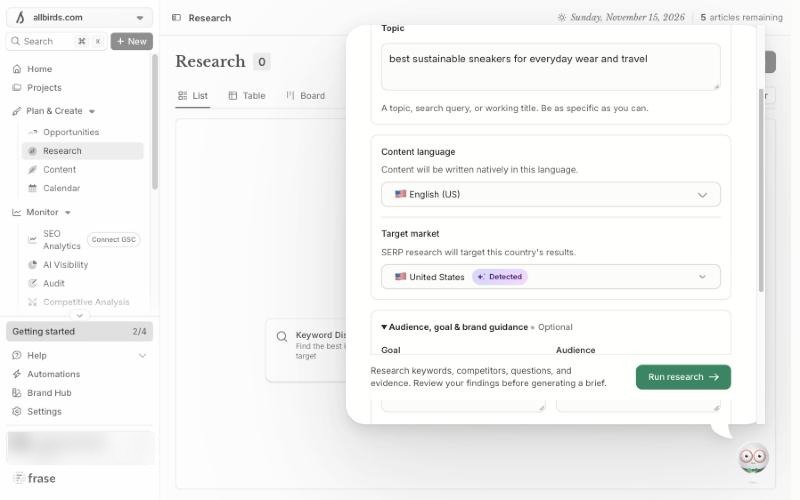 allbirds.com
Research
Sunday, November 15, 2026
5 articles remaining
Search
⌘
K
+ New
Home
Projects
Plan & Create
Opportunities
Research
Content
Calendar
Monitor
SEO
Analytics
Connect GSC
AI Visibility
Audit
Competitive Analysis
Getting started
2/4
Help
Automations
Brand Hub
Settings
frase
Research 0
List
Table
Board
Keyword Dis
Find the best
target
Topic
best sustainable sneakers for everyday wear and travel
A topic, search query, or working title. Be as specific as you can.
Content language
Content will be written natively in this language.
English (US)
Target market
SERP research will target this country's results.
United States
Detected
Audience, goal & brand guidance • Optional
Goal
Audience
Research keywords, competitors, questions, and
evidence. Review your findings before generating a brief.
Run research →